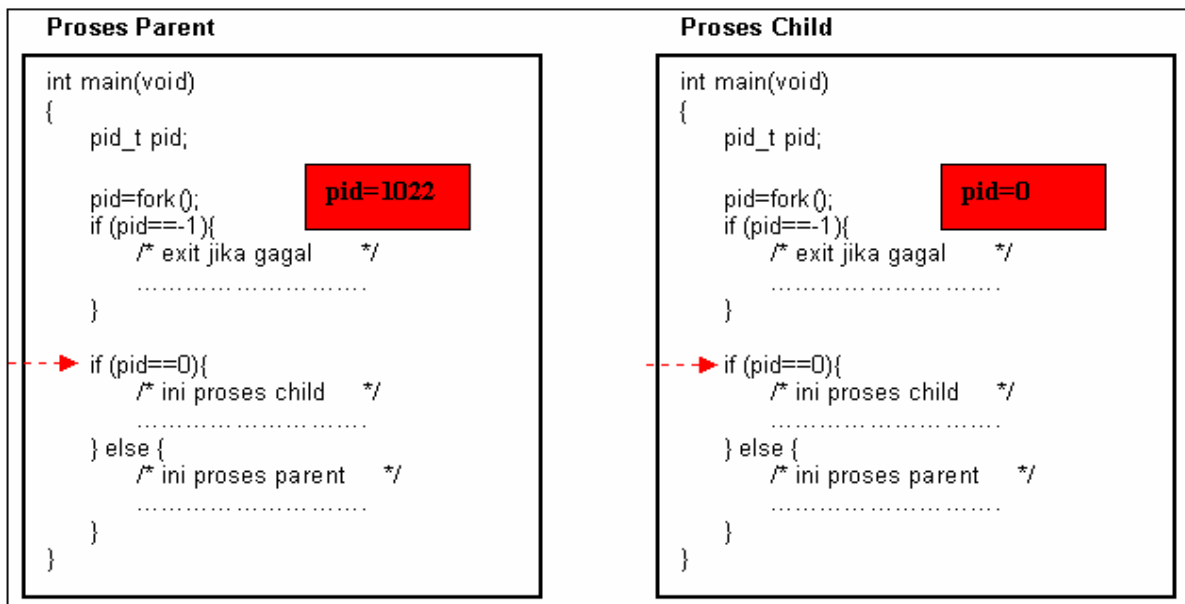 Proses Parent
int main(void)
{
pid_t pid;
pid=fork();
pid=1022
if (pid==-1){
/* exit jika gagal */
..............................
}
if (pid==0){
/* ini proses child */
..............................
} else {
/* ini proses parent */
..............................
}
}
Proses Child
int main(void)
{
pid_t pid;
pid=fork();
pid=0
if (pid==-1){
/* exit jika gagal */
..............................
}
if (pid==0){
/* ini proses child */
..............................
} else {
/* ini proses parent */
..............................
}
}